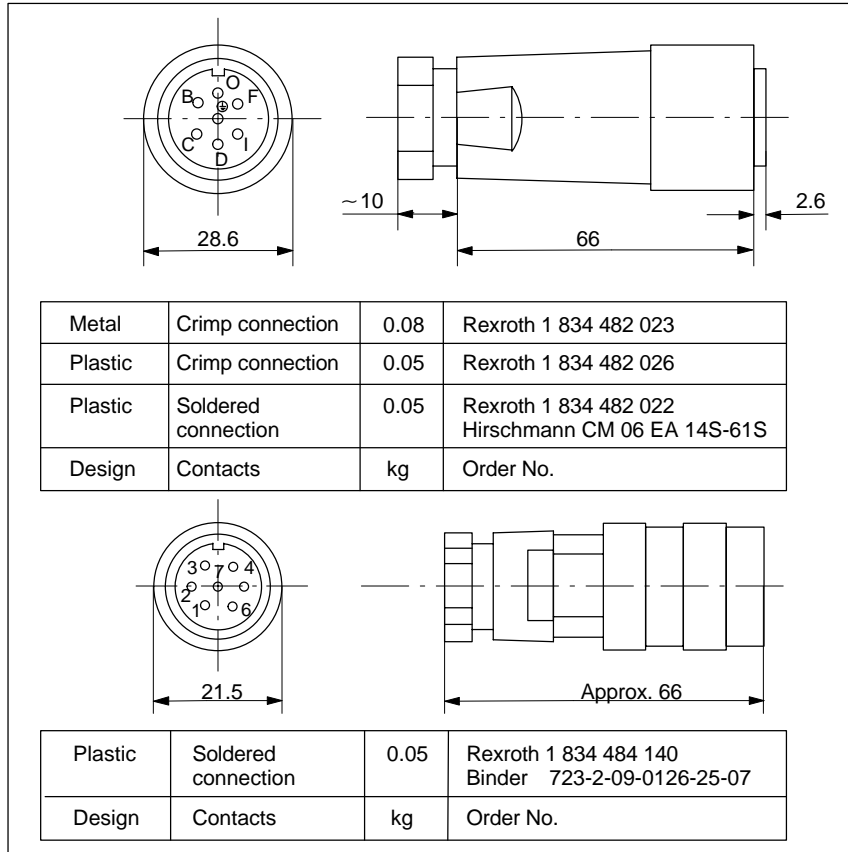 O
B F
C I
D
~10
2.6
28.6
66
Metal Crimp connection 0.08 Rexroth 1 834 482 023
Plastic Crimp connection 0.05 Rexroth 1 834 482 026
Plastic Soldered 0.05 Rexroth 1 834 482 022
connection Hirschmann CM 06 EA 14S-61S
Design Contacts kg Order No.
3 7 4
2
1 6
21.5
Approx. 66
Plastic Soldered 0.05 Rexroth 1 834 484 140
connection Binder 723-2-09-0126-25-07
Design Contacts kg Order No.